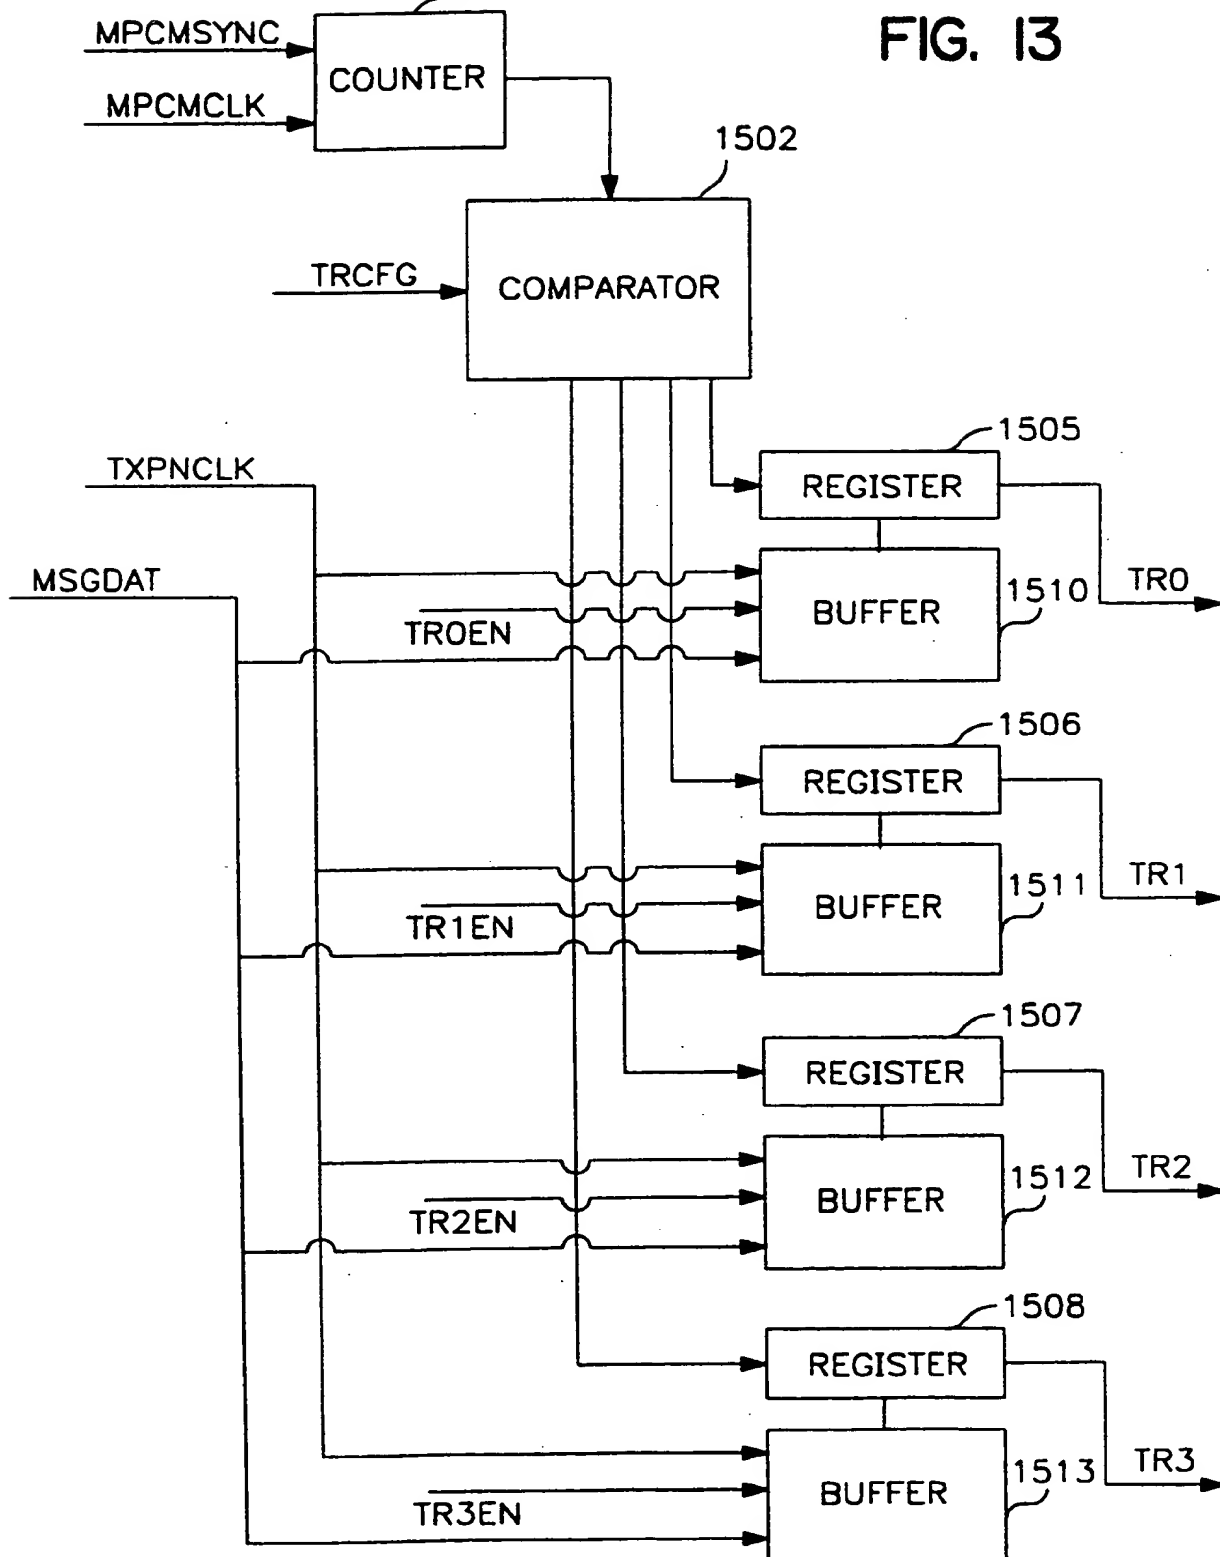 FIG. 13
MPCMSYNC
COUNTER
MPCMCLK
1502
TRCFG
COMPARATOR
1505
TXPNCLK
REGISTER
MSGDAT
TR0
1510
BUFFER
TR0EN
1506
REGISTER
TR1
1511
BUFFER
TR1EN
1507
REGISTER
TR2
1512
BUFFER
TR2EN
1508
REGISTER
TR3
1513
BUFFER
TR3EN